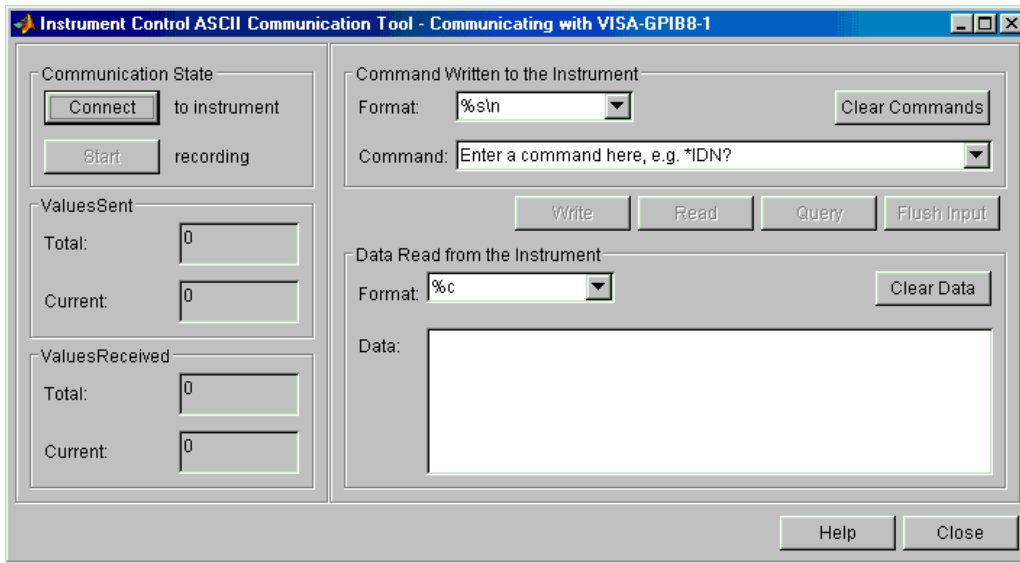 Instrument Control ASCII Communication Tool - Communicating with VISA-GPIB8-1
Communication State
Connect to instrument
Start recording
ValuesSent
Total: 0
Current: 0
ValuesReceived
Total: 0
Current: 0
Command Written to the Instrument
Format: %s\n Clear Commands
Command: Enter a command here, e.g. *IDN?
Write Read Query Flush Input
Data Read from the Instrument
Format: %c Clear Data
Data:
Help Close